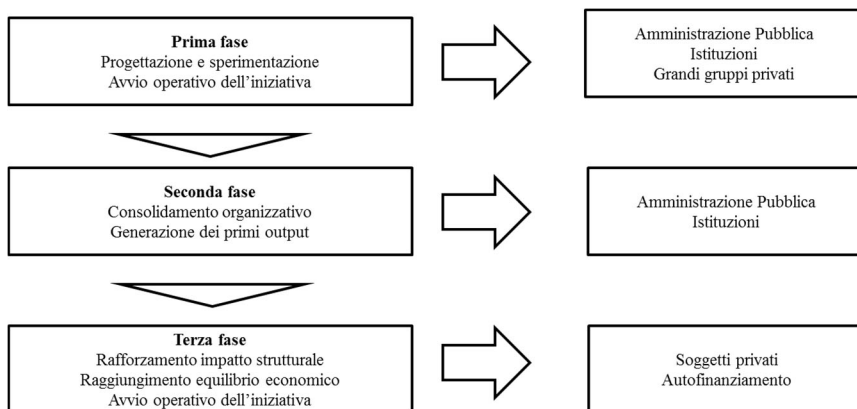 Prima fase
Progettazione e sperimentazione
Avvio operativo dell’iniziativa
Amministrazione Pubblica
Istituzioni
Grandi gruppi privati
Seconda fase
Consolidamento organizzativo
Generazione dei primi output
Amministrazione Pubblica
Istituzioni
Terza fase
Rafforzamento impatto strutturale
Raggiungimento equilibrio economico
Avvio operativo dell’iniziativa
Soggetti privati
Autofinanziamento